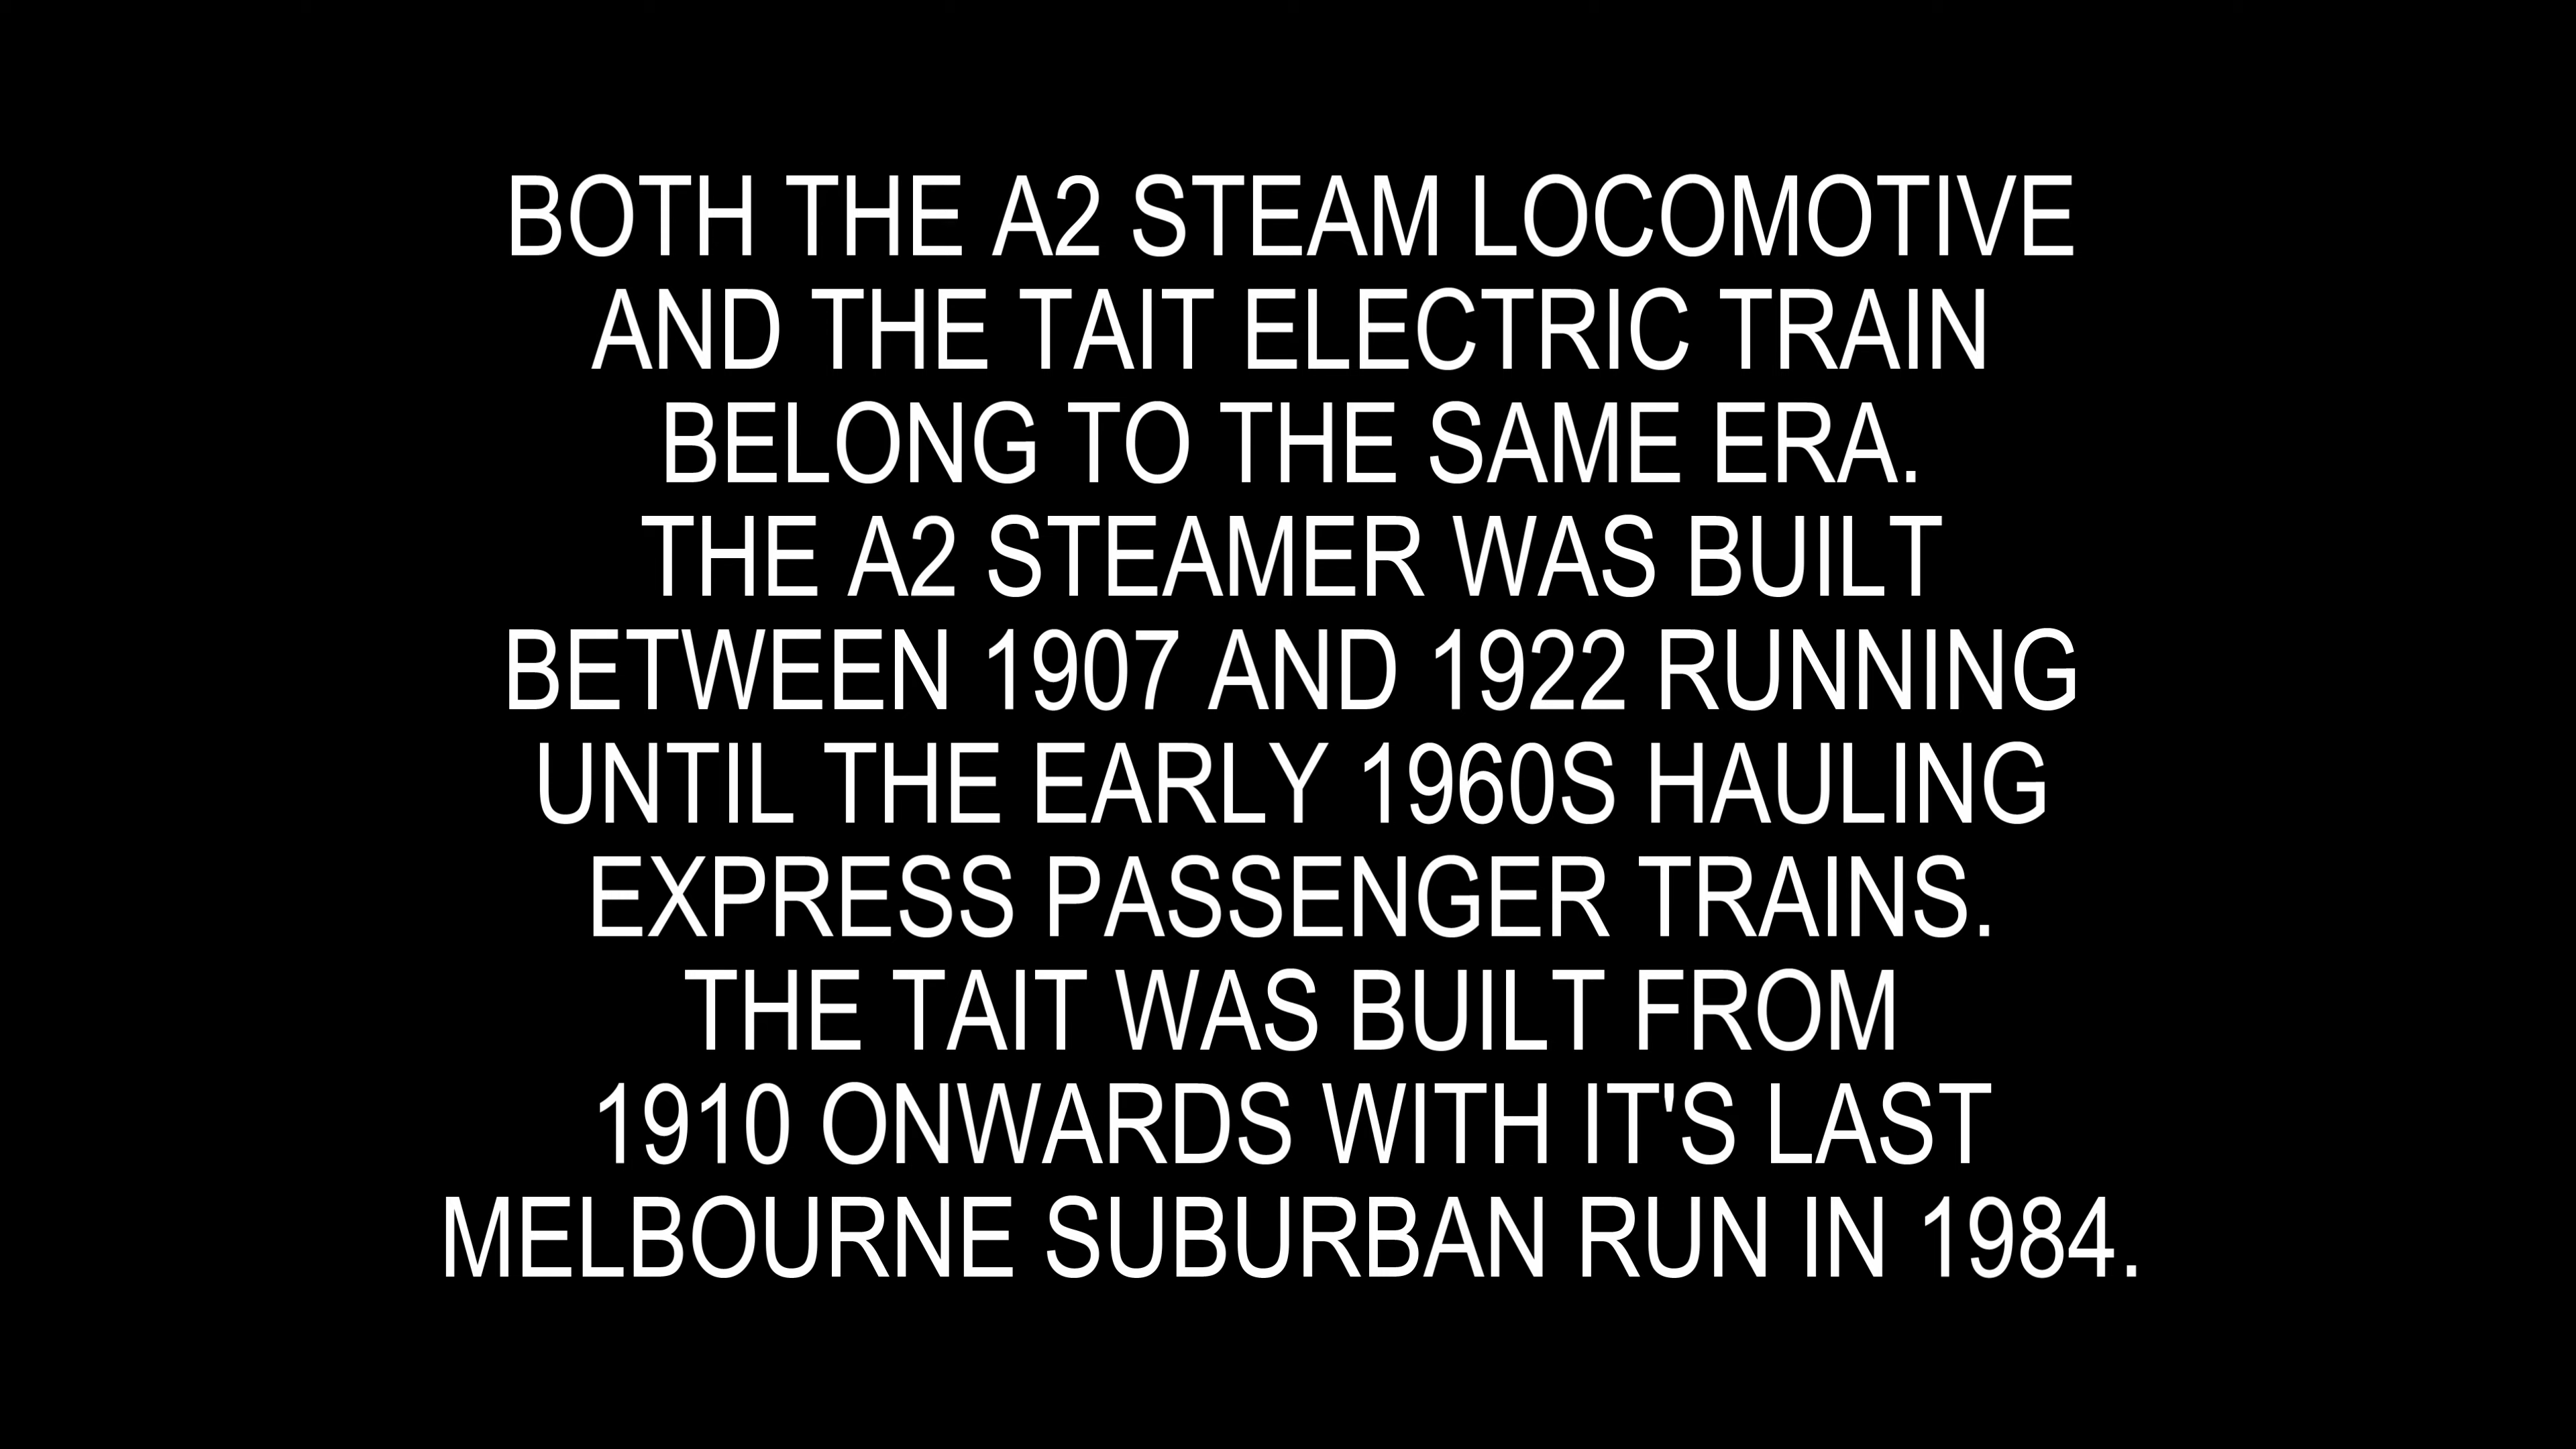 BOTH THE A2 STEAM LOCOMOTIVE
AND THE TAIT ELECTRIC TRAIN
BELONG TO THE SAME ERA.
THE A2 STEAMER WAS BUILT
BETWEEN 1907 AND 1922 RUNNING
UNTIL THE EARLY 1960S HAULING
EXPRESS PASSENGER TRAINS.
THE TAIT WAS BUILT FROM
1910 ONWARDS WITH IT'S LAST
MELBOURNE SUBURBAN RUN IN 1984.